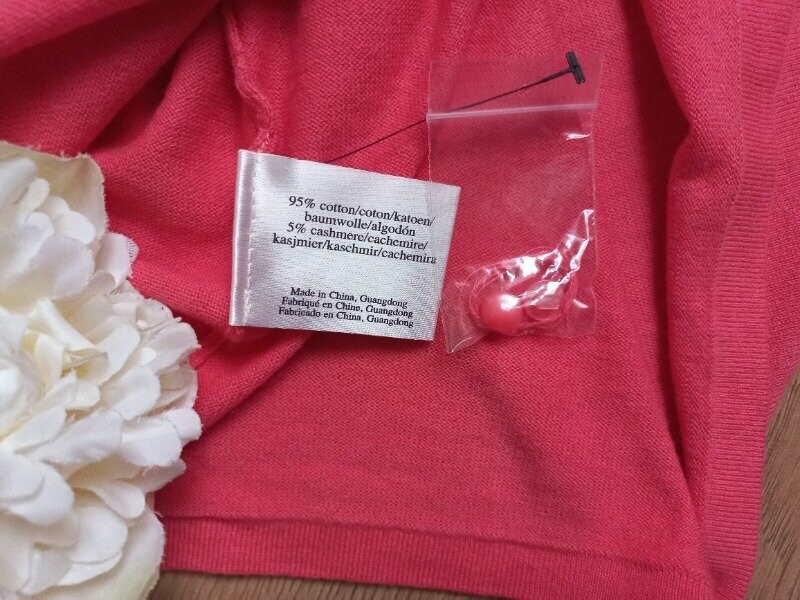 95% cotton/coton/katoen/
baumwolle/algodón
5% cashmere/cachemire/
kasjmier/kaschmir/cachemira
Made in China, Guangdong
Fabriqué en Chine, Guangdong
Fabricado en China, Guangdong